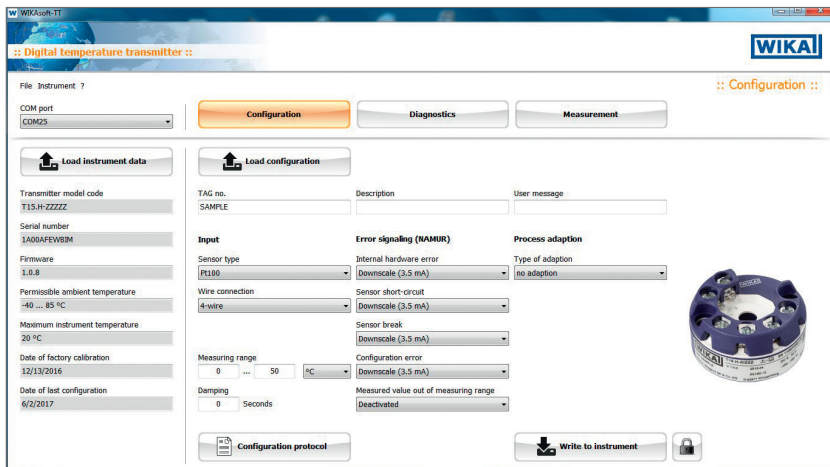 WIKAsoft-TT
:: Digital temperature transmitter ::
WIKAI
File Instrument ?
:: Configuration ::
COM port
COM25
Configuration
Diagnostics
Measurement
Load instrument data
Load configuration
Transmitter model code
T15.H-ZZZZZ
TAG no.
SAMPLE
Description
User message
Serial number
1A00AFEWBIM
Input
Error signaling (NAMUR)
Process adaption
Firmware
1.0.8
Sensor type
Pt100
Internal hardware error
Downscale (3.5 mA)
Type of adaption
no adaption
Permissible ambient temperature
-40 ... 85 °C
Wire connection
4-wire
Sensor short-circuit
Downscale (3.5 mA)
Maximum instrument temperature
20 °C
Sensor break
Downscale (3.5 mA)
Date of factory calibration
12/13/2016
Measuring range
0 ... 50 °C
Configuration error
Downscale (3.5 mA)
Date of last configuration
6/2/2017
Damping
0 Seconds
Measured value out of measuring range
Deactivated
Configuration protocol
Write to instrument
WIKAI